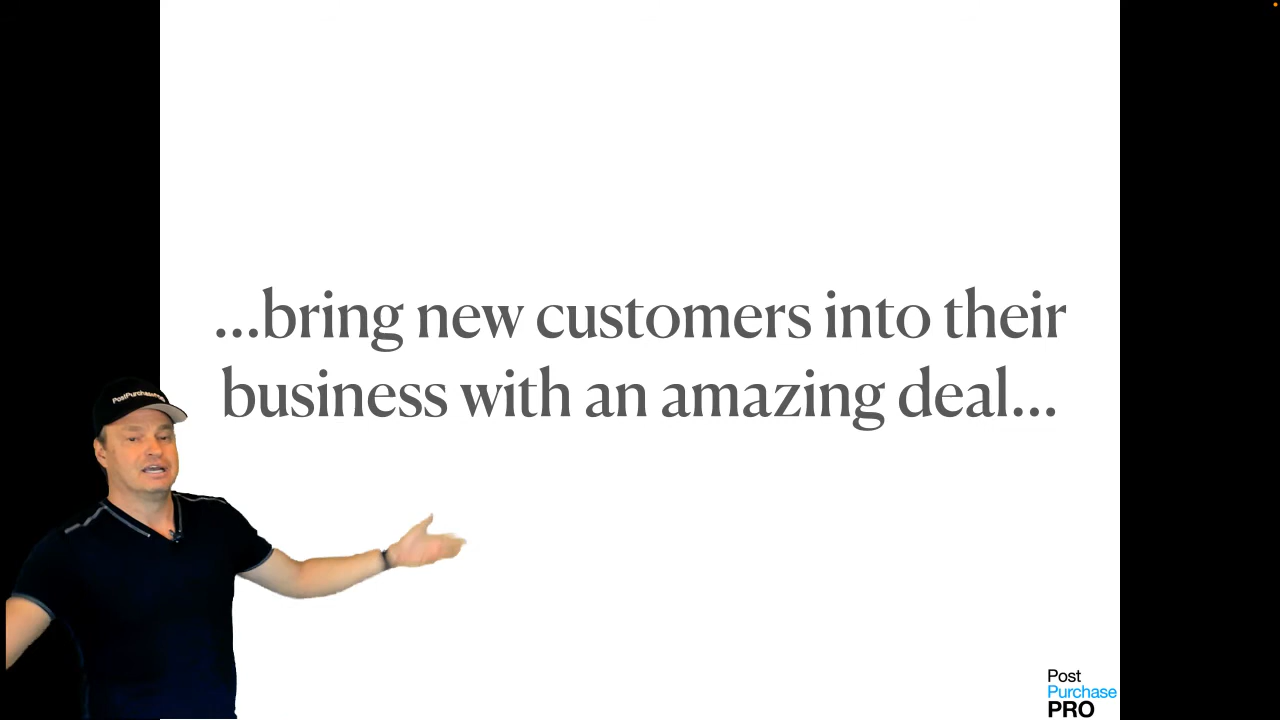 ...bring new customers into their
business with an amazing deal...
Post
Purchase
PRO